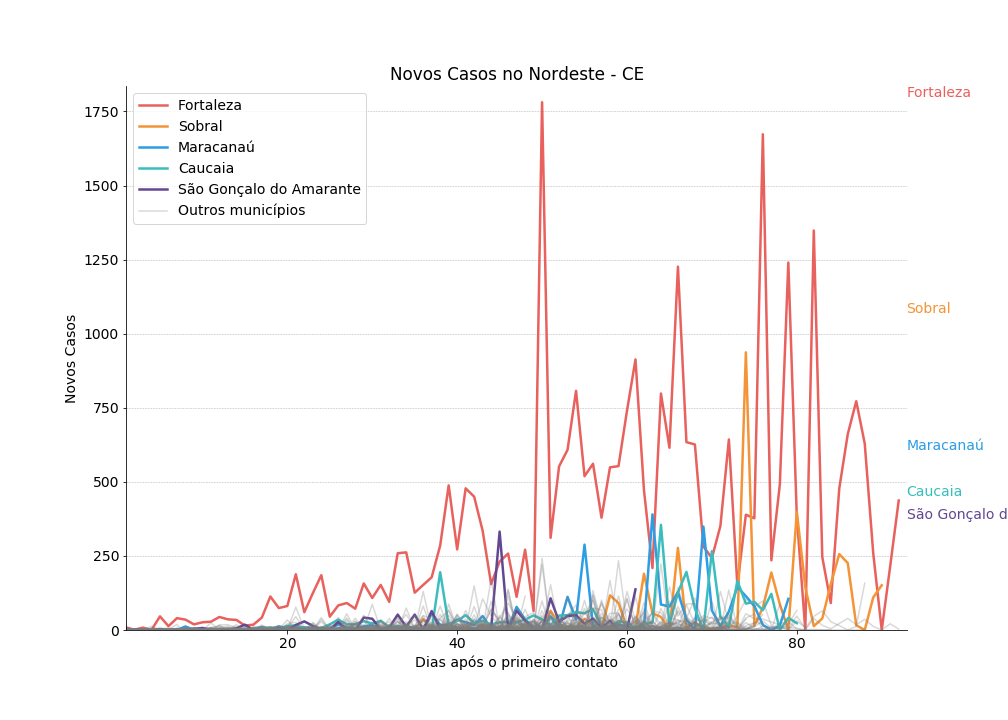 Novos Casos no Nordeste - CE
Fortaleza
Sobral
Maracanaú
Caucaia
São Gonçalo do Amarante
Outros municípios
1750
1500
1250
1000
750
500
250
0
Novos Casos
20
40
60
80
Dias após o primeiro contato
Fortaleza
Sobral
Maracanaú
Caucaia
São Gonçalo d